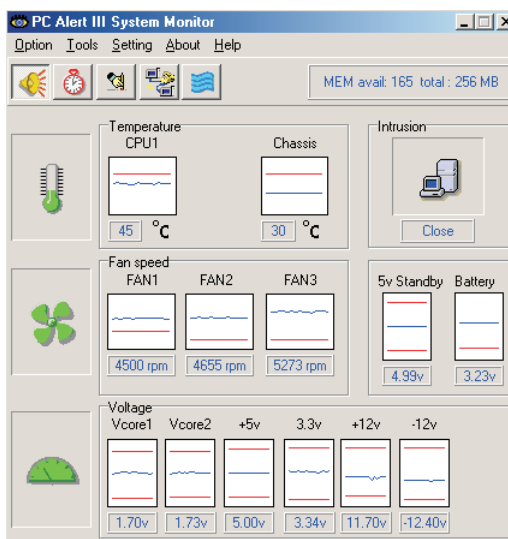 PC Alert III System Monitor
Option Tools Setting About Help
MEM avail: 165 total : 256 MB
Temperature
CPU1
Chassis
45 °C
30 °C
Intrusion
Close
Fan speed
FAN1 FAN2 FAN3
4500 rpm 4655 rpm 5273 rpm
5v Standby Battery
4.99v 3.23v
Voltage
Vcore1 Vcore2 +5v 3.3v +12v -12v
1.70v 1.73v 5.00v 3.34v 11.70v -12.40v